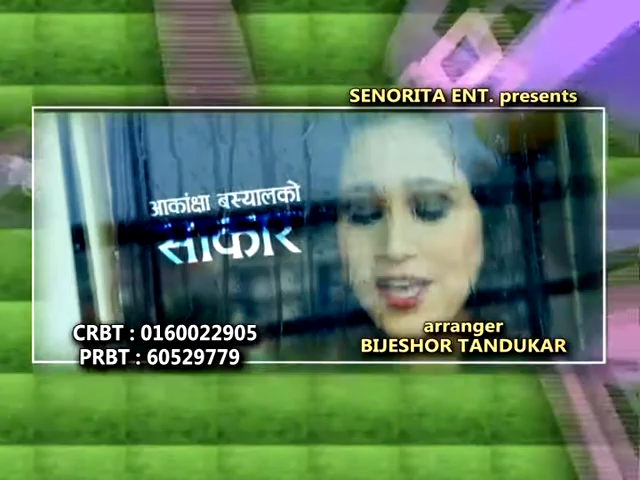 SENORITA ENT. presents
आकांक्षा बस्यालको
साकार
CRBT : 0160022905
PRBT : 60529779
arranger
BIJESHOR TANDUKAR